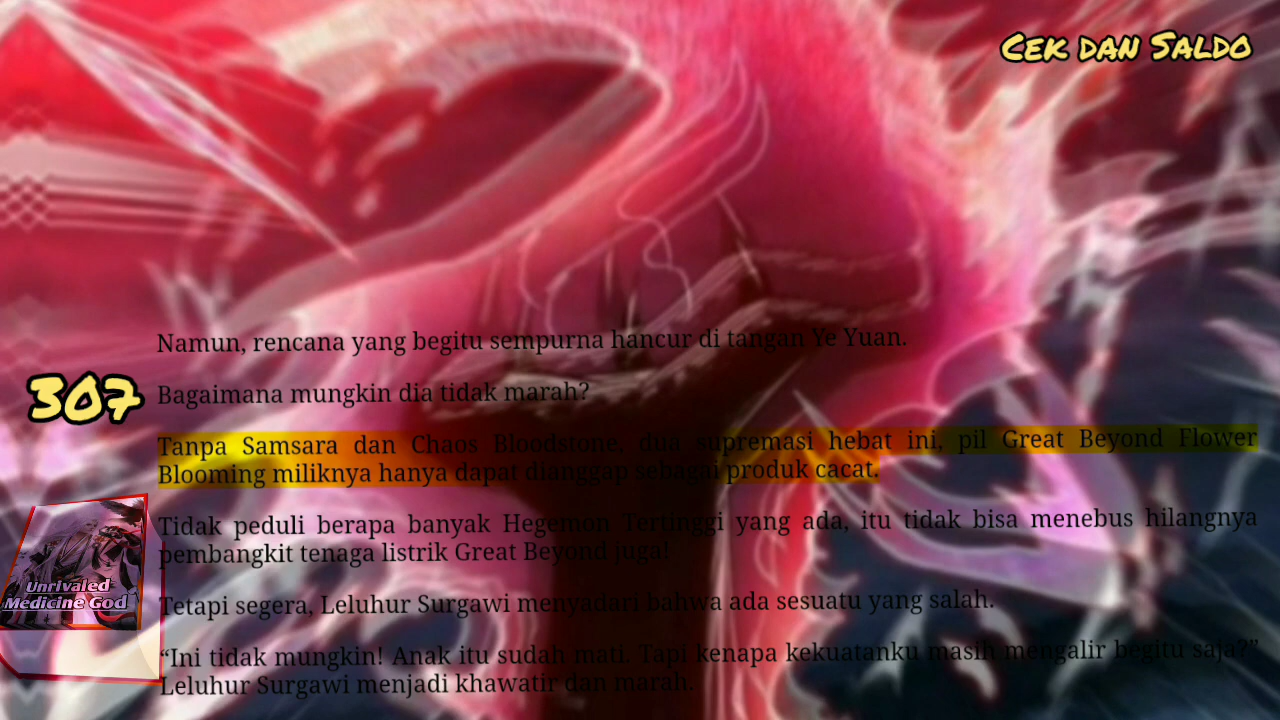 Cek dan Saldo
Namun, rencana yang begitu sempurna hancur di tangan Ye Yuan.
307
Bagaimana mungkin dia tidak marah?
Tanpa Samsara dan Chaos Bloodstone, dua supremasi hebat ini, pil Great Beyond Flower
Blooming miliknya hanya dapat dianggap sebagai produk cacat.
Tidak peduli berapa banyak Hegemon Tertinggi yang ada, itu tidak bisa menebus hilangnya
pembangkit tenaga listrik Great Beyond juga!
Unrivaled
Medicine God
Tetapi segera, Leluhur Surgawi menyadari bahwa ada sesuatu yang salah.
“Ini tidak mungkin! Anak itu sudah mati. Tapi kenapa kekuatanku masih mengalir begitu saja?”
Leluhur Surgawi menjadi khawatir dan marah.